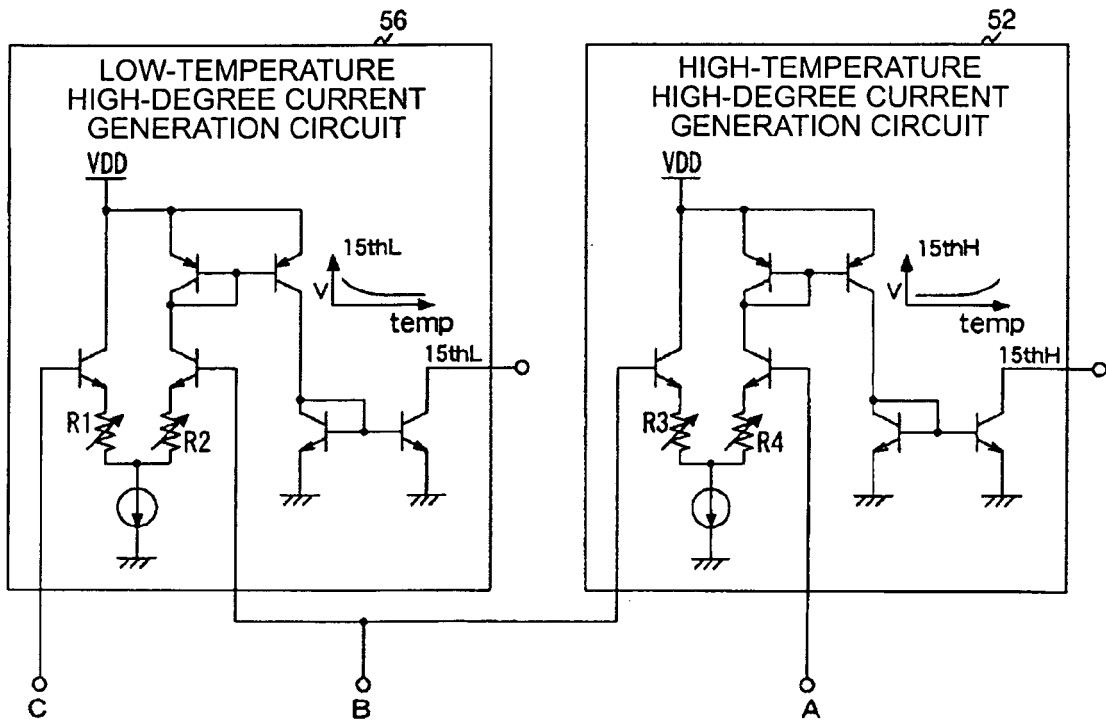 56
LOW-TEMPERATURE
HIGH-DEGREE CURRENT
GENERATION CIRCUIT
VDD
15thL
V
temp
15thL
R1
R2
52
HIGH-TEMPERATURE
HIGH-DEGREE CURRENT
GENERATION CIRCUIT
VDD
15thH
V
temp
15thH
R3
R4
C
B
A